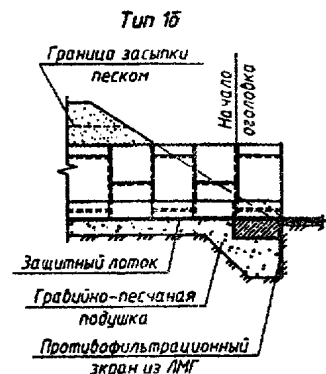 Тип 1б
Граница засыпки
песком
Начало
оголовка
Защитный лоток
Гравийно-песчаная
подушка
Противофильтрационный
экран из ЛМГ